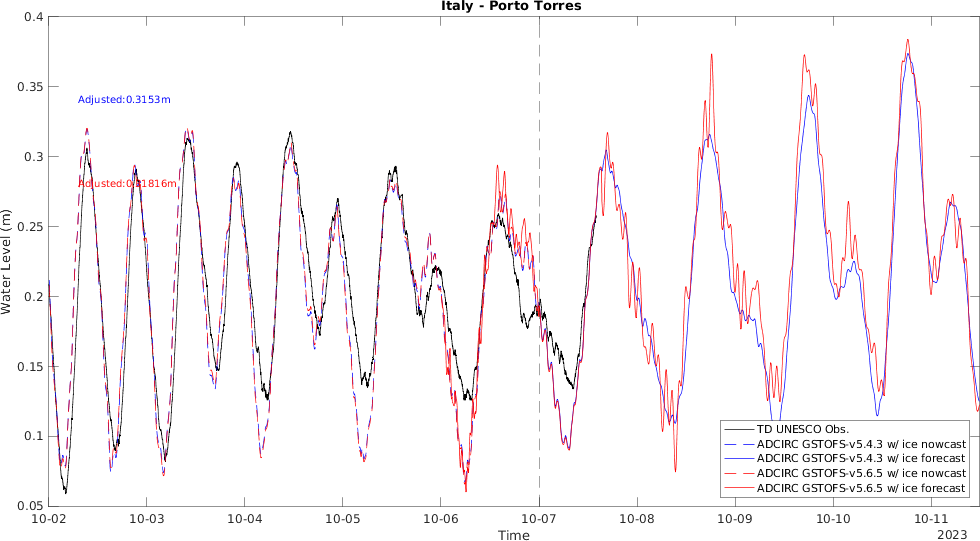 Italy - Porto Torres
Water Level (m)
0.4
0.35
0.3
0.25
0.2
0.15
0.1
0.05
Adjusted:0.3153m
Adjusted:0.21816m
TD UNESCO Obs.
ADCIRC GSTOFS-v5.4.3 w/ ice nowcast
ADCIRC GSTOFS-v5.4.3 w/ ice forecast
ADCIRC GSTOFS-v5.6.5 w/ ice nowcast
ADCIRC GSTOFS-v5.6.5 w/ ice forecast
10-02 10-03 10-04 10-05 10-06 10-07 10-08 10-09 10-10 10-11
Time
2023